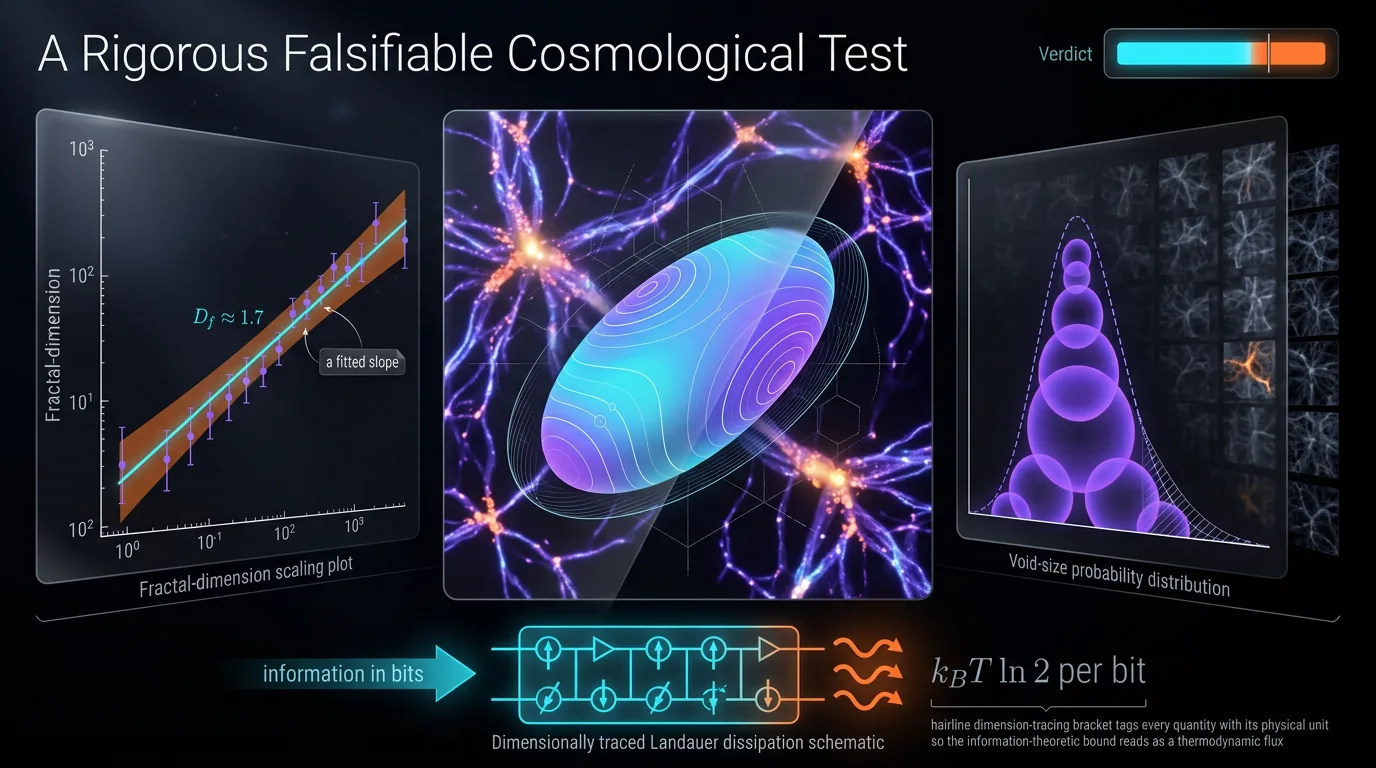 A Rigorous Falsifiable Cosmological Test
Verdict
10³
10²
10¹
10²
Fractal-dimension
D_f ≈ 1.7
a fitted slope
10⁰
10⁻¹
10²
10³
Fractal-dimension scaling plot
Void-size probability distribution
information in bits
Dimensionally traced Landauer dissipation schematic
k_BT ln 2 per bit
hairline dimension-tracing bracket tags every quantity with its physical unit
so the information-theoretic bound reads as a thermodynamic flux